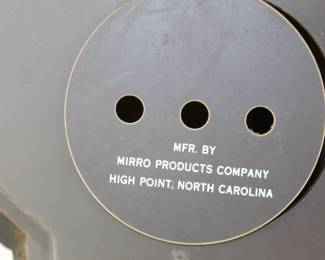 MFR. BY
MIRRO PRODUCTS COMPANY
HIGH POINT, NORTH CAROLINA